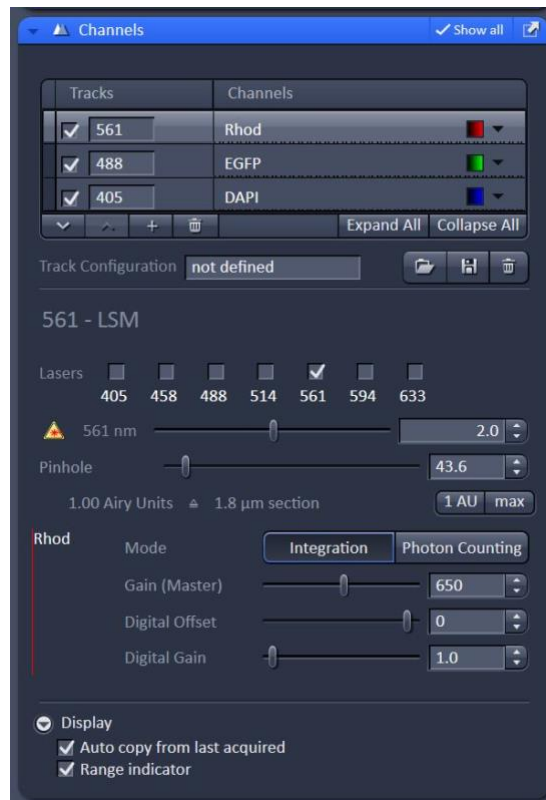 Channels Show all
Tracks Channels
561 Rhod
488 EGFP
405 DAPI
Expand All Collapse All
Track Configuration not defined
561 - LSM
Lasers
405 458 488 514 561 594 633
561 nm 2.0
Pinhole 43.6
1.00 Airy Units ≙ 1.8 µm section 1 AU max
Rhod Mode Integration Photon Counting
Gain (Master) 650
Digital Offset 0
Digital Gain 1.0
Display
Auto copy from last acquired
Range indicator